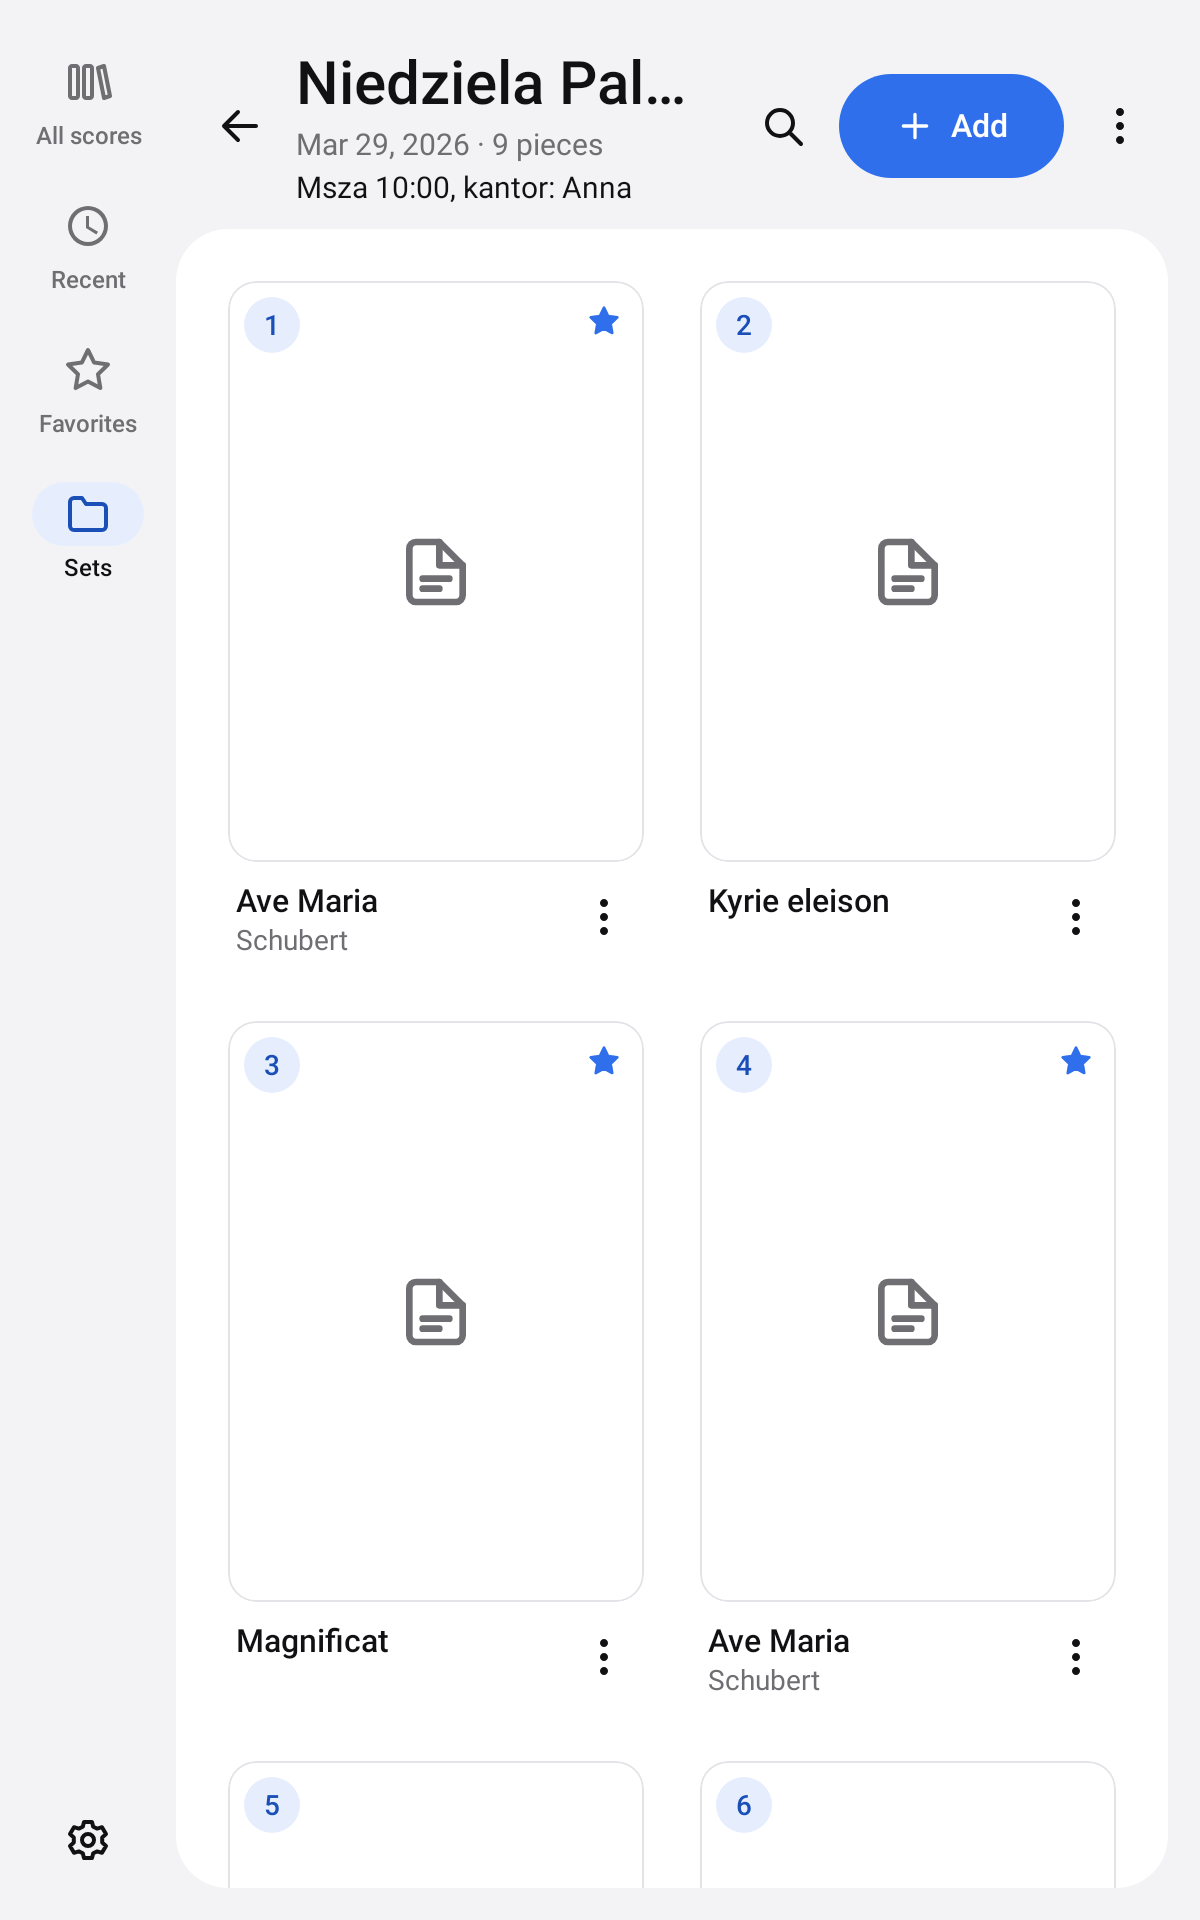 All scores
Recent
Favorites
Sets
Niedziela Pal...
Mar 29, 2026 · 9 pieces
Msza 10:00, kantor: Anna
Add
1
2
Ave Maria
Schubert
Kyrie eleison
3
4
Magnificat
Ave Maria
Schubert
5
6